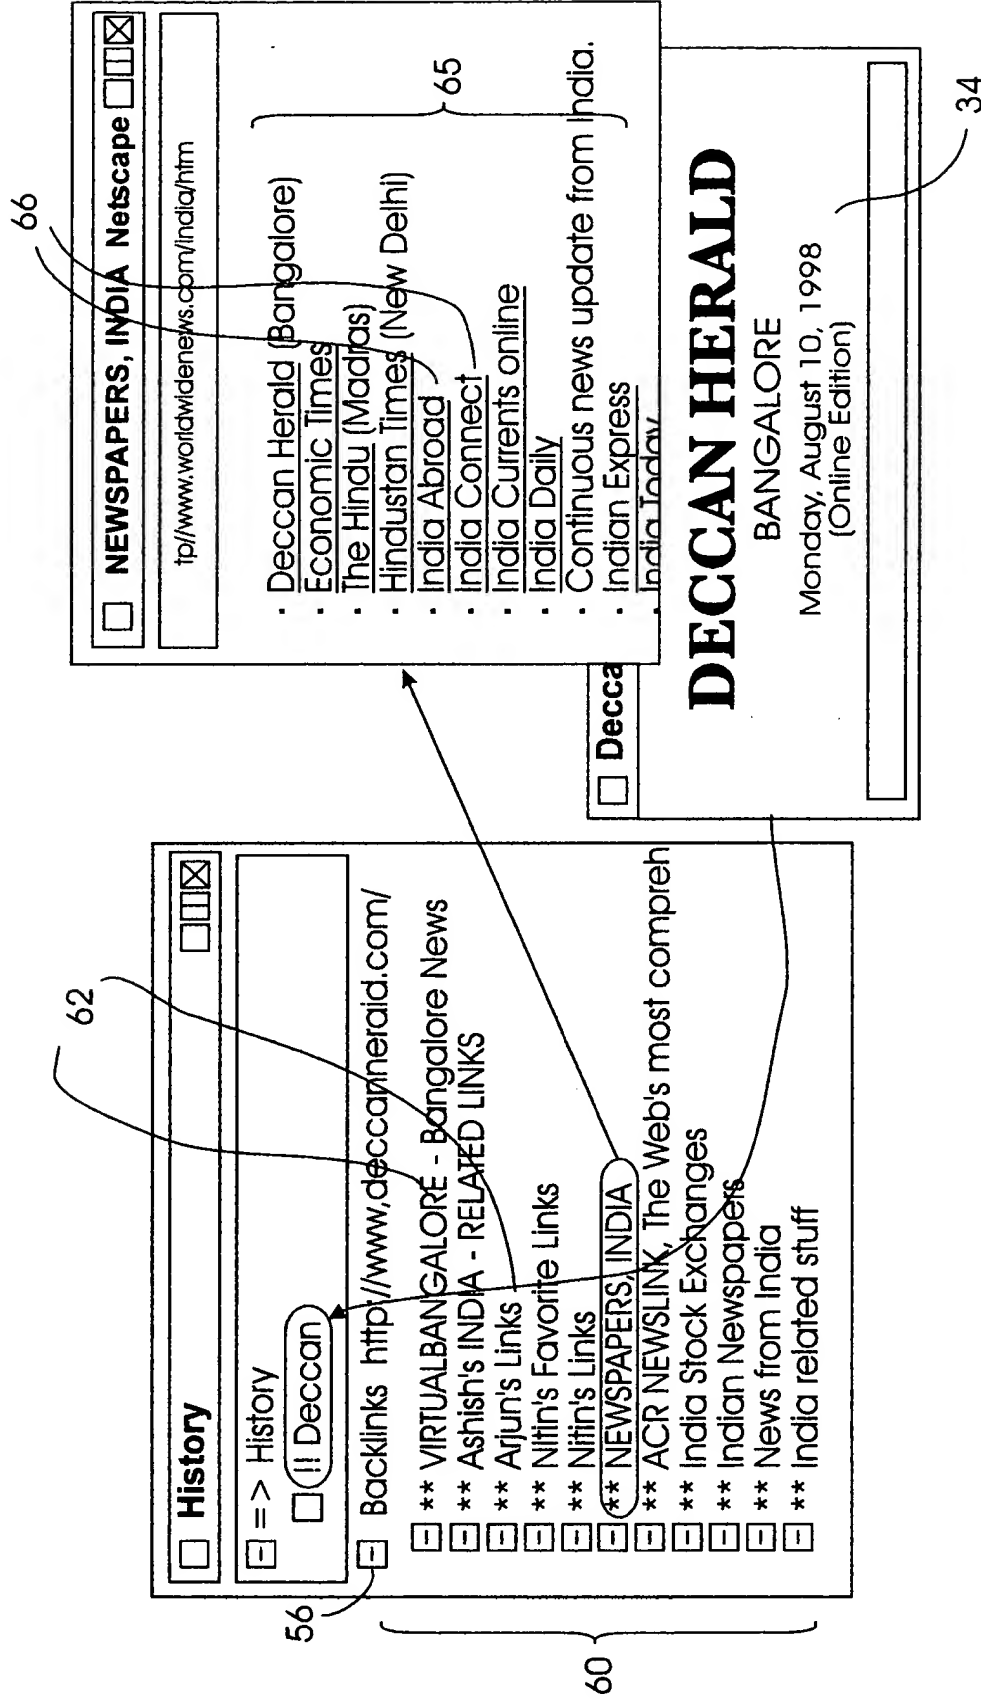 History
= > History
!! Deccan
Backlinks http://www,deccanneraid.com/
** VIRTUALBANGALORE - Bangalore News
** Ashish's INDIA - RELATED LINKS
** Arjun's Links
** Nitin's Favorite Links
** Nitin's Links
** NEWSPAPERS, INDIA
** ACR NEWSLINK, The Web's most compreh
** India Stock Exchanges
** Indian Newspapers
** News from India
** India related stuff
56
60
62
NEWSPAPERS, INDIA Netscape
tp//www.worldwidenews.com/india/htm
Deccan Herald (Bangalore)
Economic Times
The Hindu (Madras)
Hindustan Times (New Delhi)
India Abroad
India Connect
India Currents online
India Daily
Continuous news update from India.
Indian Express
India Today
66
65
Decca
DECCAN HERALD
BANGALORE
Monday, August 10, 1998
(Online Edition)
34